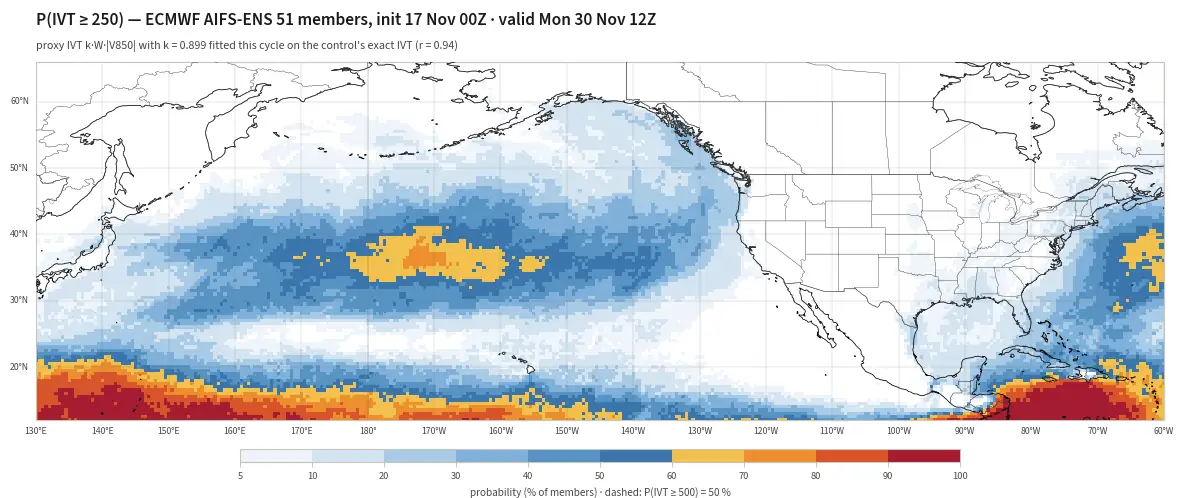 P(IVT ≥ 250) — ECMWF AIFS-ENS 51 members, init 17 Nov 00Z · valid Mon 30 Nov 12Z
proxy IVT k·W·|V850| with k = 0.899 fitted this cycle on the control's exact IVT (r = 0.94)
60°N
50°N
40°N
30°N
20°N
130°E 140°E 150°E 160°E 170°E 180° 170°W 160°W 150°W 140°W 130°W 120°W 110°W 100°W 90°W 80°W 70°W 60°W
5 10 20 30 40 50 60 70 80 90 100
probability (% of members) · dashed: P(IVT ≥ 500) = 50 %